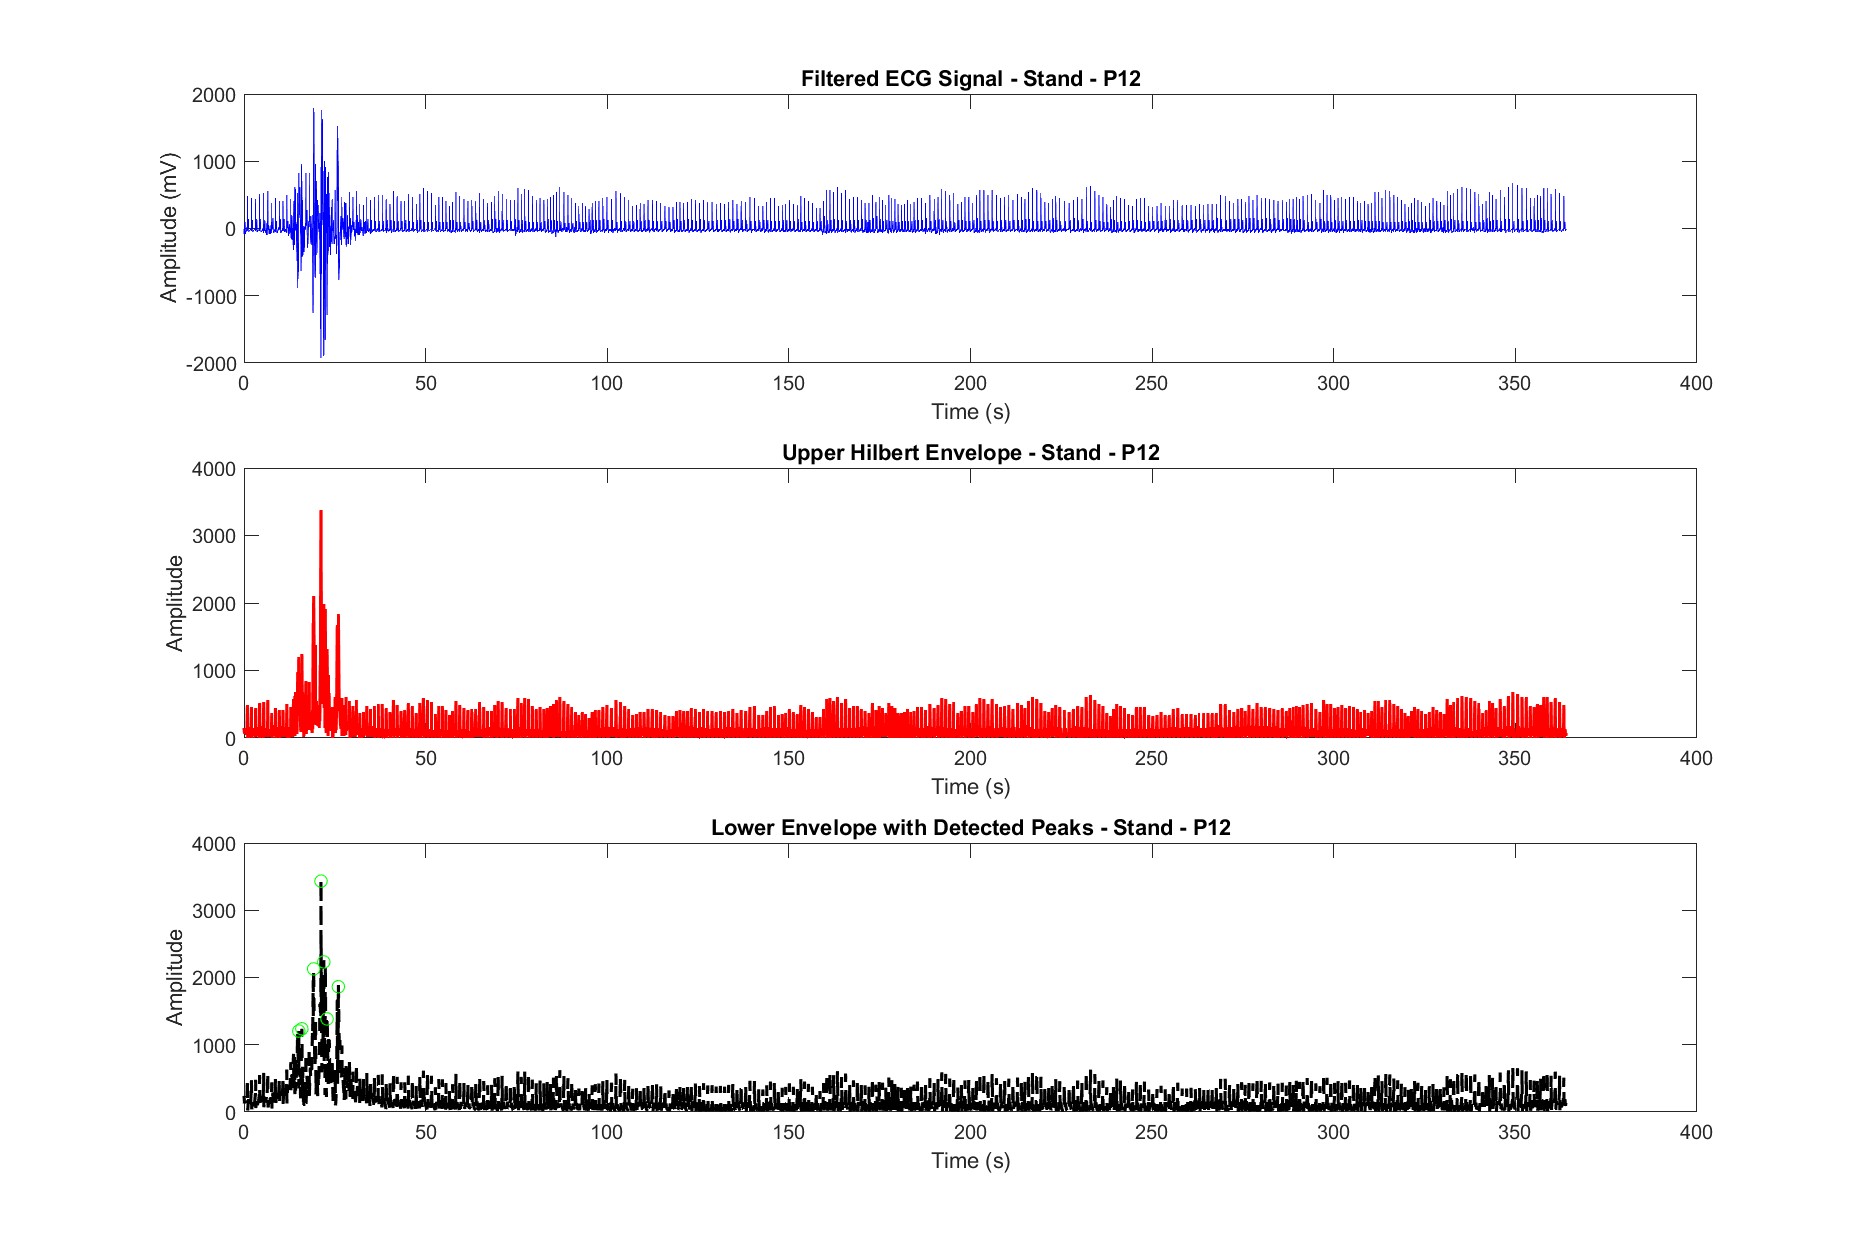 Filtered ECG Signal - Stand - P12
2000
1000
0
-1000
-2000
Amplitude (mV)
0 50 100 150 200 250 300 350 400
Time (s)
Upper Hilbert Envelope - Stand - P12
4000
3000
2000
1000
0
Amplitude
0 50 100 150 200 250 300 350 400
Time (s)
Lower Envelope with Detected Peaks - Stand - P12
4000
3000
2000
1000
0
Amplitude
0 50 100 150 200 250 300 350 400
Time (s)